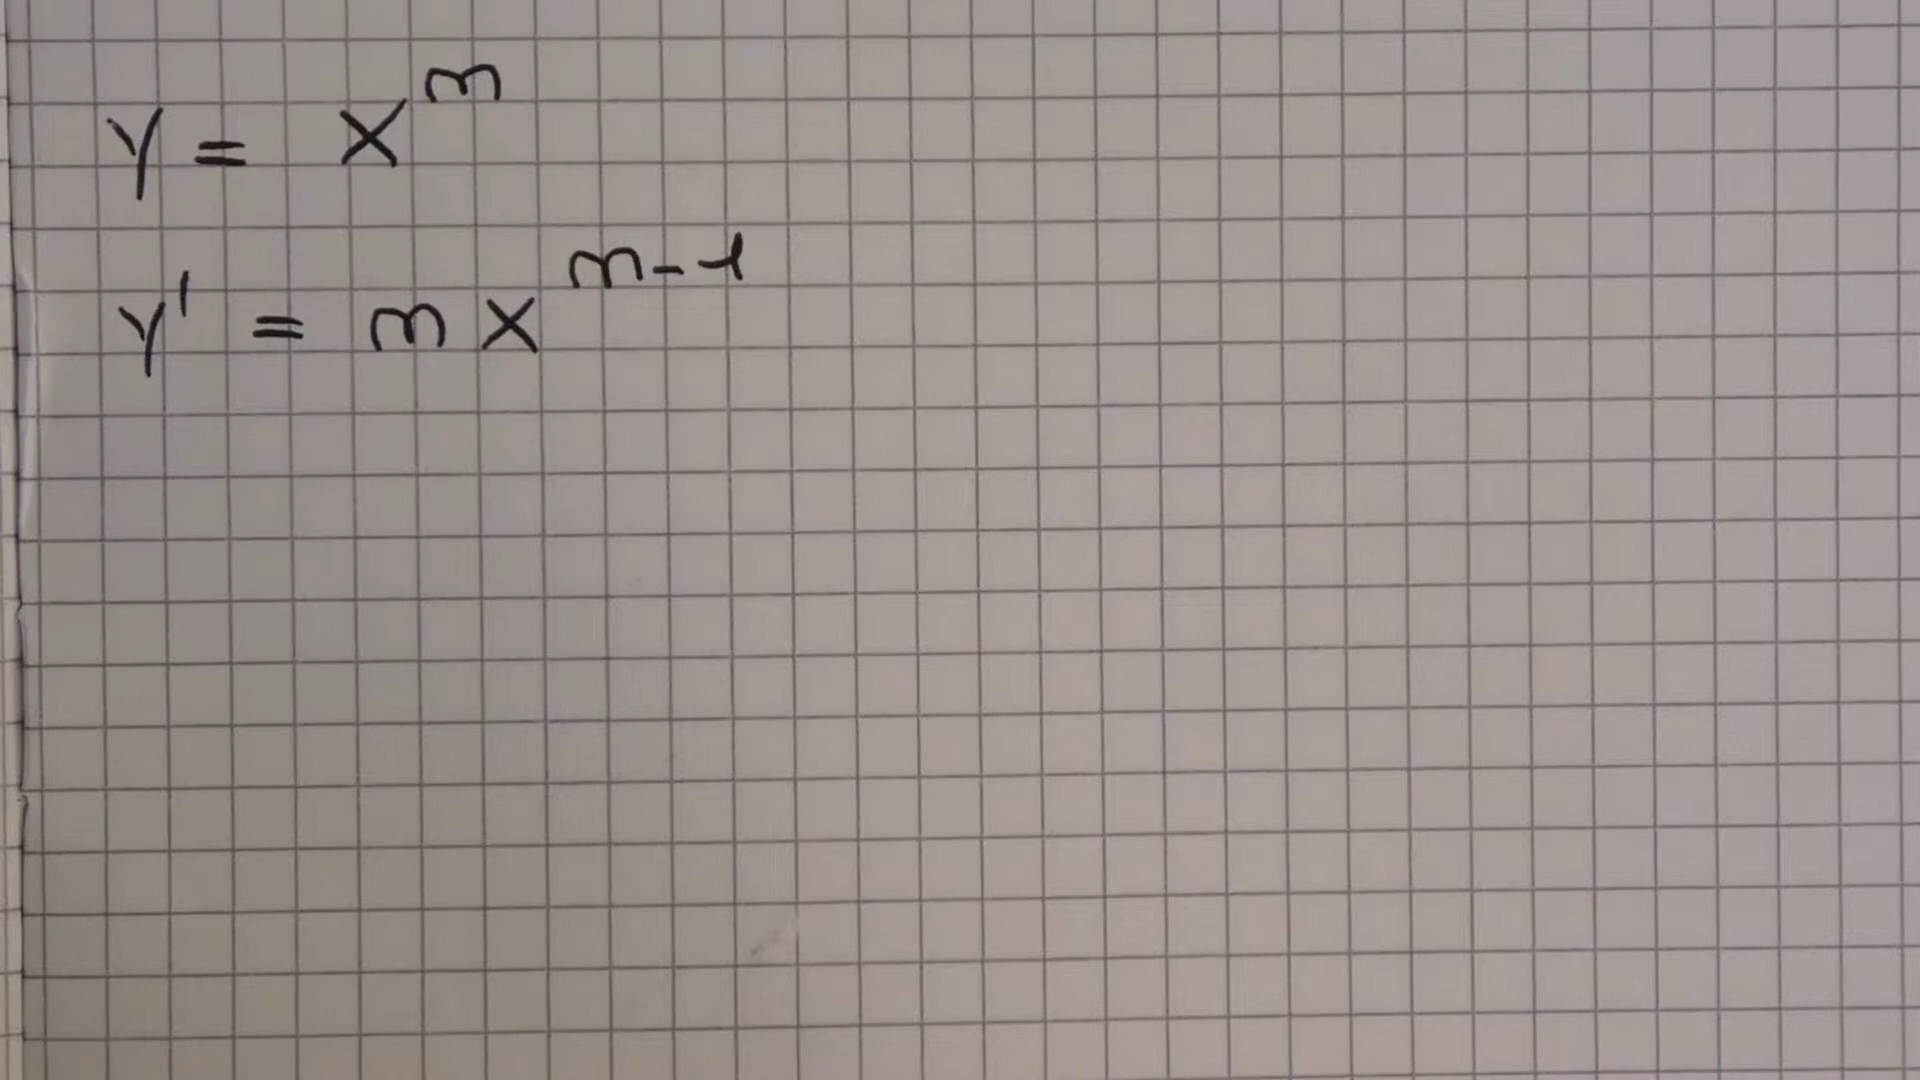 y = x^m
y' = m x^{m-1}